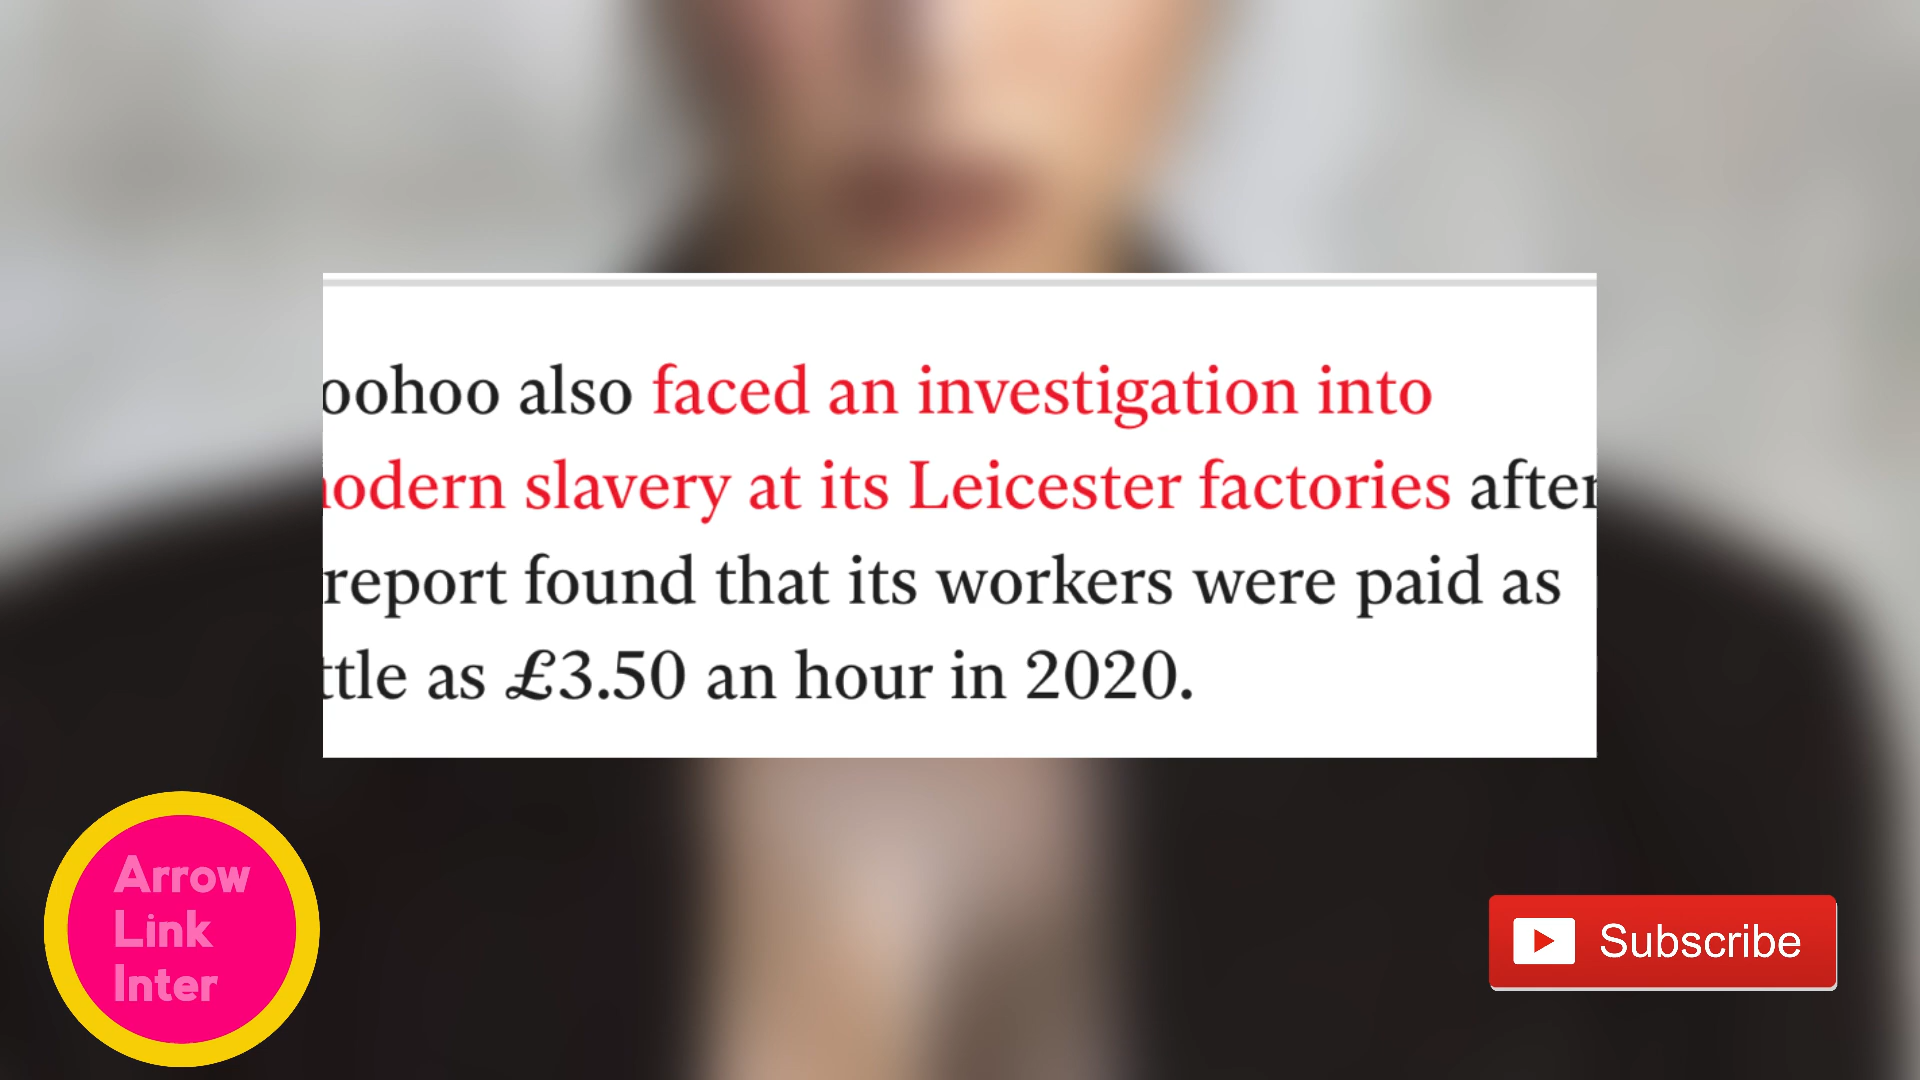 oohoo also faced an investigation into
odern slavery at its Leicester factories after
report found that its workers were paid as
ttle as £3.50 an hour in 2020.
Arrow
Link
Inter
Subscribe